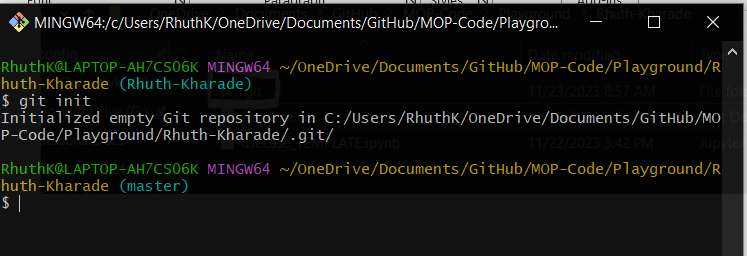 MINGW64:/c/Users/RhuthK/OneDrive/Documents/GitHub/MOP-Code/Playgro...
RhuthK@LAPTOP-AH7CS06K MINGW64 ~/OneDrive/Documents/GitHub/MOP-Code/Playground/R
huth-Kharade (Rhuth-Kharade)
$ git init
Initialized empty Git repository in C:/Users/RhuthK/OneDrive/Documents/GitHub/MO
P-Code/Playground/Rhuth-Kharade/.git/
RhuthK@LAPTOP-AH7CS06K MINGW64 ~/OneDrive/Documents/GitHub/MOP-Code/Playground/R
huth-Kharade (master)
$